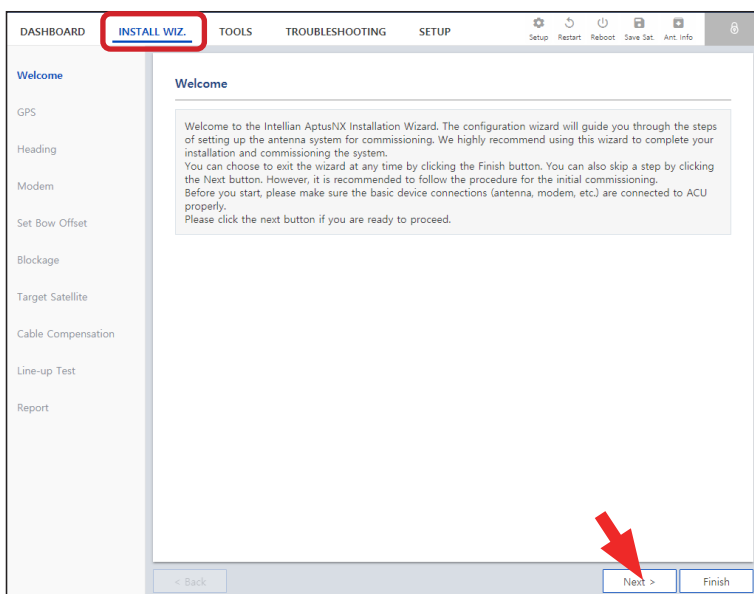 DASHBOARD INSTALL WIZ. TOOLS TROUBLESHOOTING SETUP
Setup Restart Reboot Save Sat. Ant. Info
Welcome
GPS
Heading
Modem
Set Bow Offset
Blockage
Target Satellite
Cable Compensation
Line-up Test
Report
Welcome
Welcome to the Intellian AptusNX Installation Wizard. The configuration wizard will guide you through the steps
of setting up the antenna system for commissioning. We highly recommend using this wizard to complete your
installation and commissioning the system.
You can choose to exit the wizard at any time by clicking the Finish button. You can also skip a step by clicking
the Next button. However, it is recommended to follow the procedure for the initial commissioning.
Before you start, please make sure the basic device connections (antenna, modem, etc.) are connected to ACU
properly.
Please click the next button if you are ready to proceed.
< Back Next > Finish